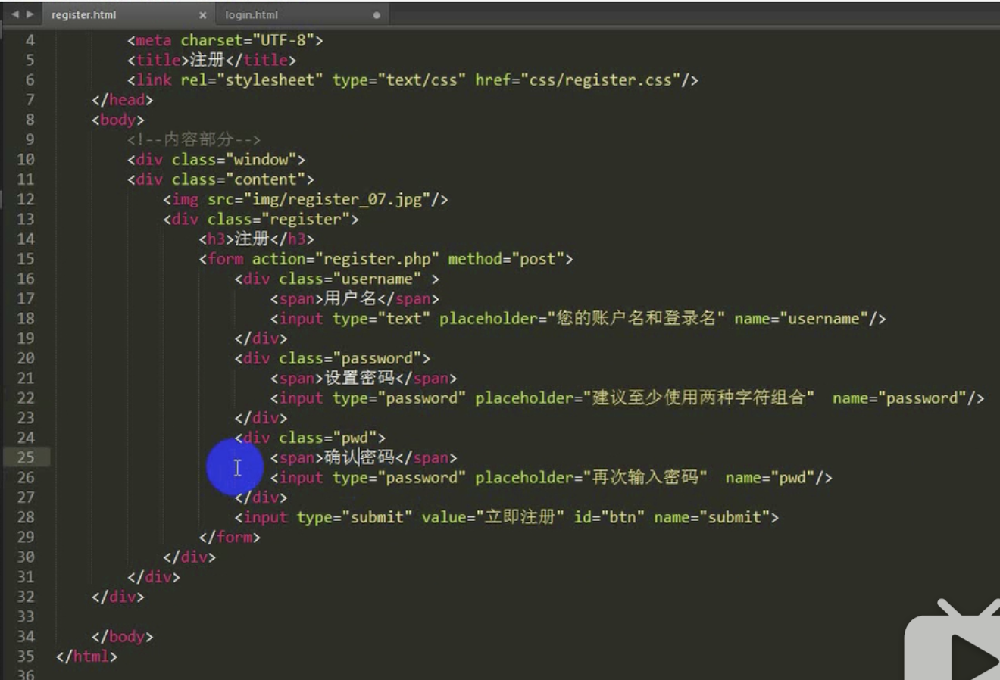 register.html × login.html
4 <meta charset="UTF-8">
5 <title>注册</title>
6 <link rel="stylesheet" type="text/css" href="css/register.css"/>
7 </head>
8 <body>
9 <!--内容部分-->
10 <div class="window">
11 <div class="content">
12 <img src="img/register_07.jpg"/>
13 <div class="register">
14 <h3>注册</h3>
15 <form action="register.php" method="post">
16 <div class="username" >
17 <span>用户名</span>
18 <input type="text" placeholder="您的账户名和登录名" name="username"/>
19 </div>
20 <div class="password">
21 <span>设置密码</span>
22 <input type="password" placeholder="建议至少使用两种字符组合"  name="password"/>
23 </div>
24 <div class="pwd">
25 <span>确认密码</span>
26 <input type="password" placeholder="再次输入密码"  name="pwd"/>
27 </div>
28 <input type="submit" value="立即注册" id="btn" name="submit">
29 </form>
30 </div>
31 </div>
32 </div>
33
34 </body>
35 </html>
36